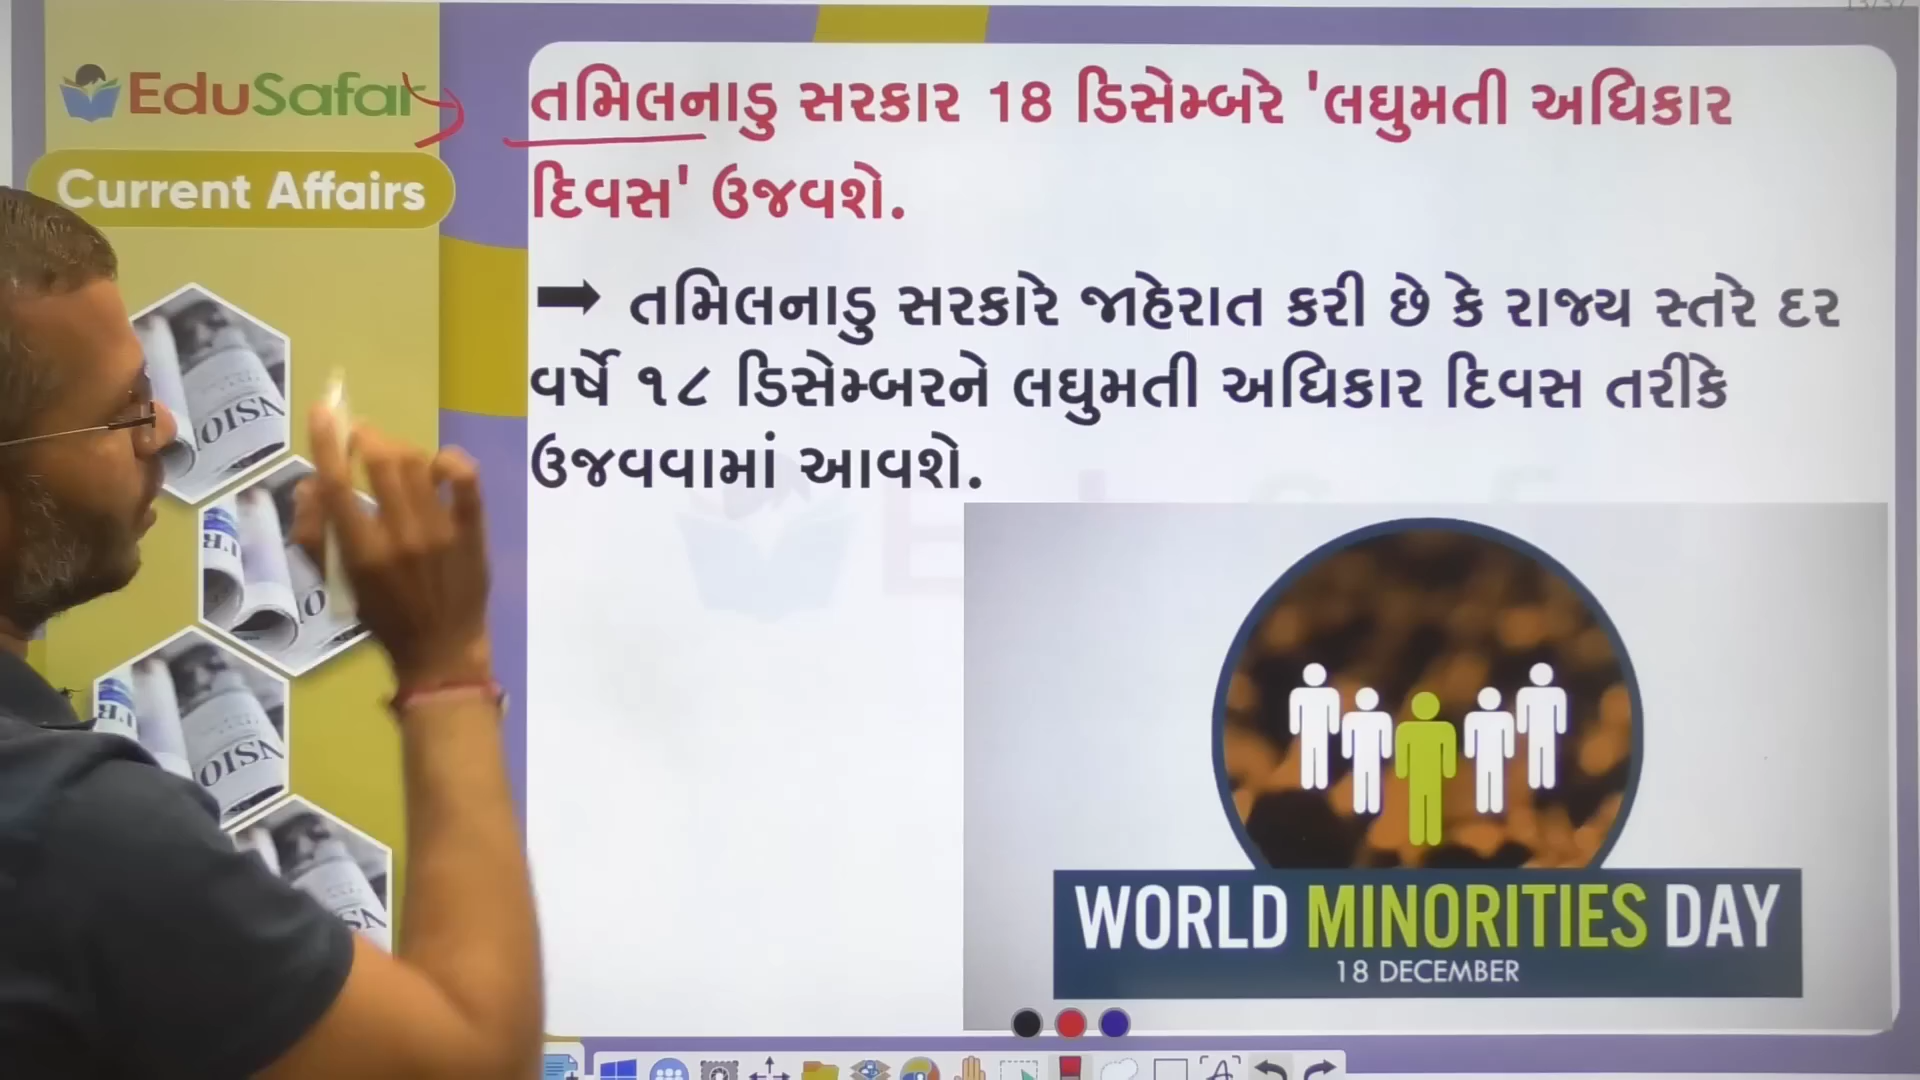 EduSafar
Current Affairs
તમિલનાડુ સરકાર 18 ડિસેમ્બરે 'લઘુમતી અધિકાર
દિવસ' ઉજવશે.
➡ તમિલનાડુ સરકારે જાહેરાત કરી છે કે રાજ્ય સ્તરે દર
વર્ષે ૧૮ ડિસેમ્બરને લઘુમતી અધિકાર દિવસ તરીકે
ઉજવવામાં આવશે.
WORLD MINORITIES DAY
18 DECEMBER